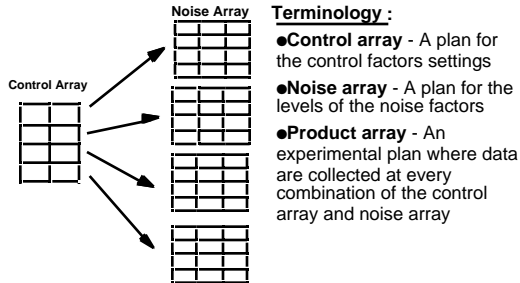 Noise Array
Control Array
Terminology :
●Control array - A plan for
the control factors settings
●Noise array - A plan for the
levels of the noise factors
●Product array - An
experimental plan where data
are collected at every
combination of the control
array and noise array